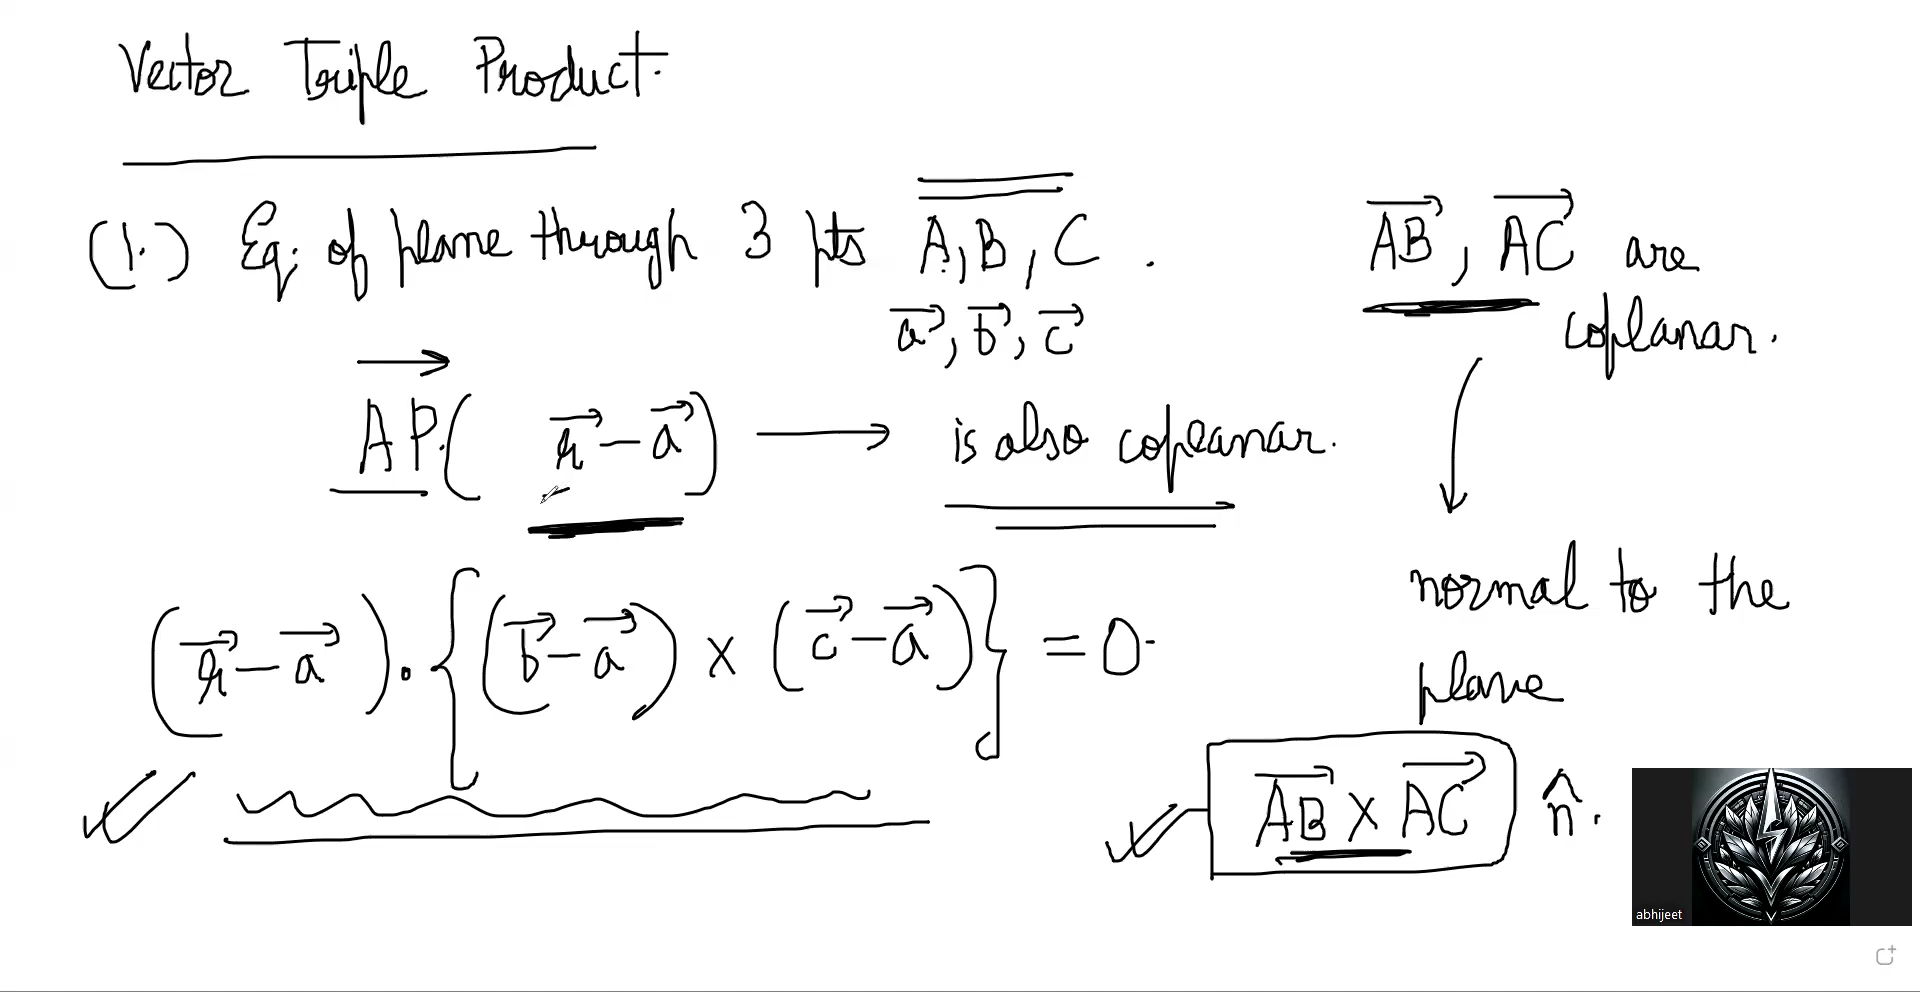 Vector Triple Product.
(1.) Eq. of plane through 3 pts A, B, C .
a⃗, b⃗, c⃗
AP⃗ ( r⃗ – a⃗ ) ⟶ is also coplanar.
(r⃗ – a⃗) . {(b⃗ – a⃗) × (c⃗ – a⃗)} = 0.
AB⃗, AC⃗ are
coplanar.
normal to the
plane
AB⃗ × AC⃗ n̂.
abhijeet